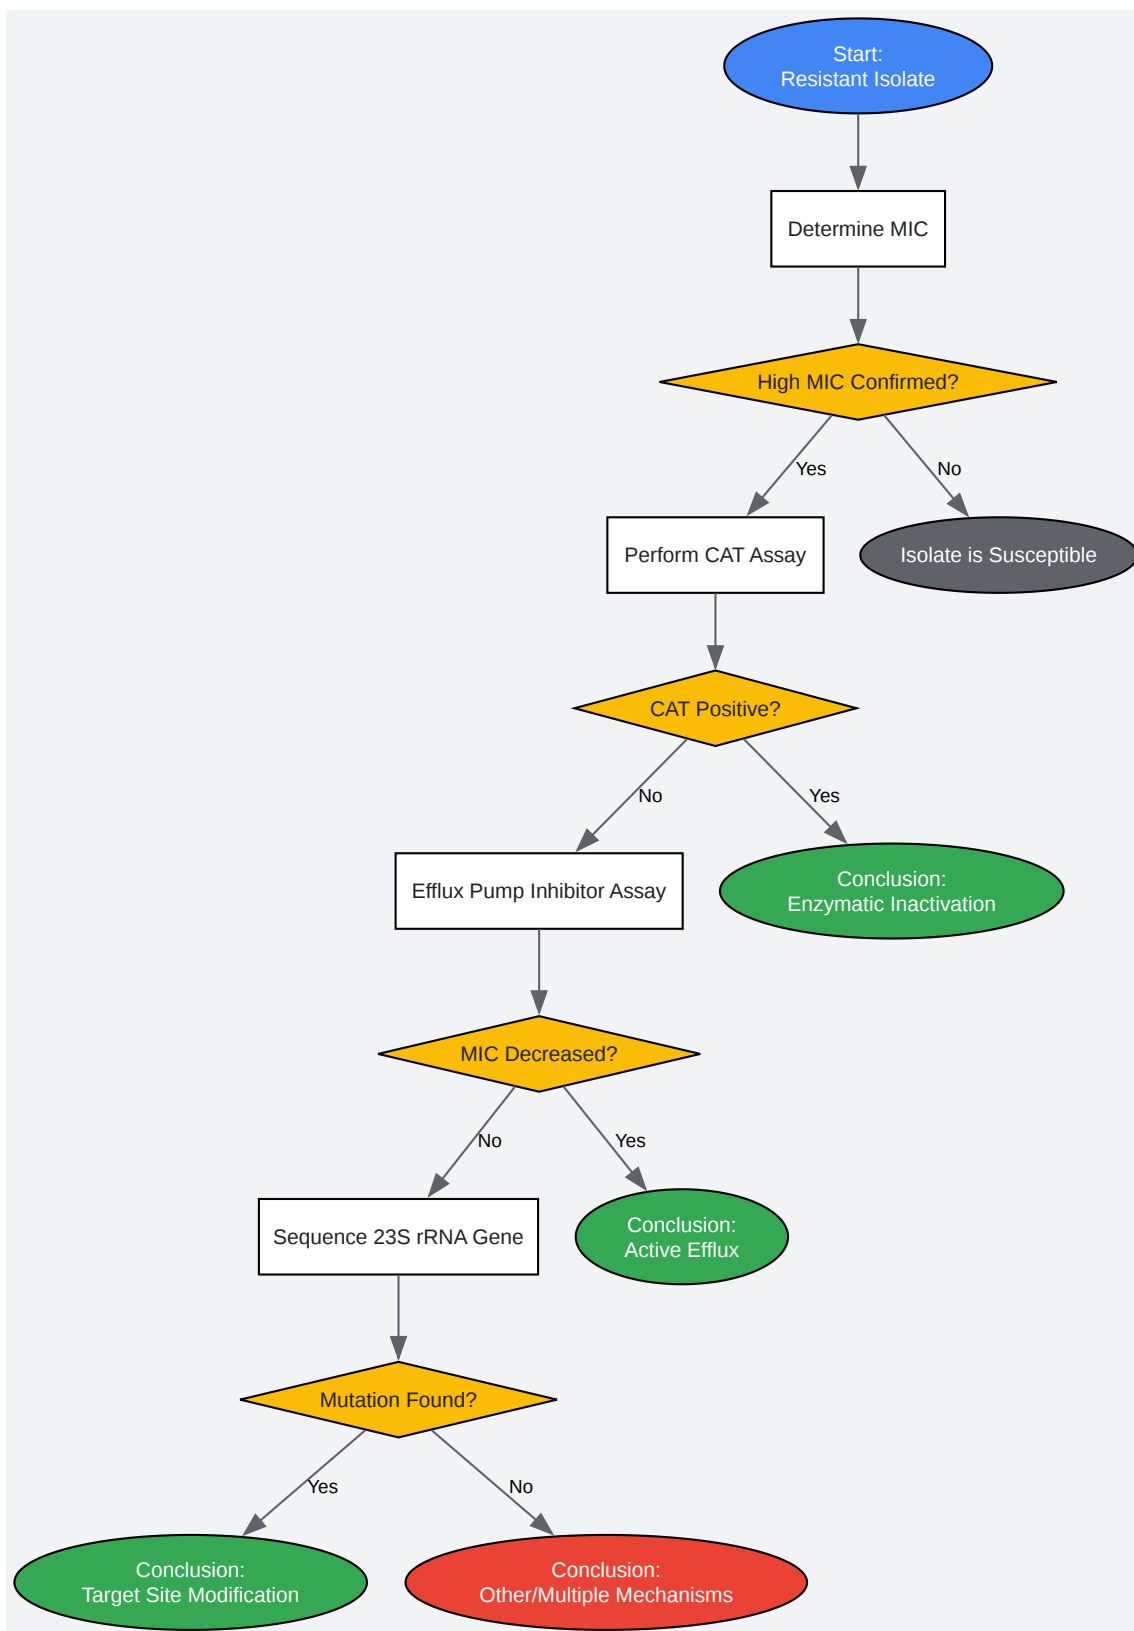 Start:
Resistant Isolate
Determine MIC
High MIC Confirmed?
Yes
No
Perform CAT Assay
Isolate is Susceptible
CAT Positive?
No
Yes
Efflux Pump Inhibitor Assay
Conclusion:
Enzymatic Inactivation
MIC Decreased?
No
Yes
Sequence 23S rRNA Gene
Conclusion:
Active Efflux
Mutation Found?
Yes
No
Conclusion:
Target Site Modification
Conclusion:
Other/Multiple Mechanisms